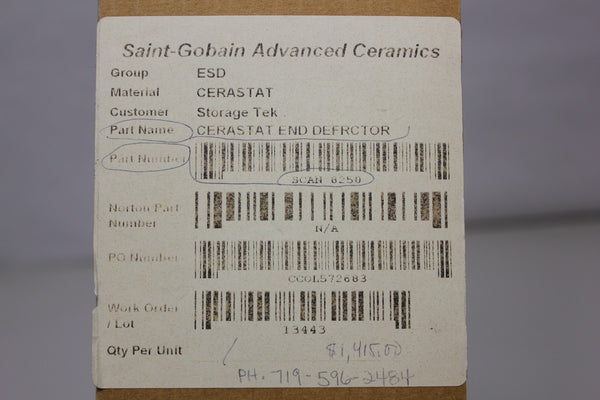 Saint-Gobain Advanced Ceramics
Group ESD
Material CERASTAT
Customer Storage Tek
Part Name CERASTAT END DEFRCTOR
Part Number
SCAN 8250
Norton Part Number
N/A
PO Number
CCOL572683
Work Order / Lot
13443
Qty Per Unit / $1,415.00
PH. 719-596-2484